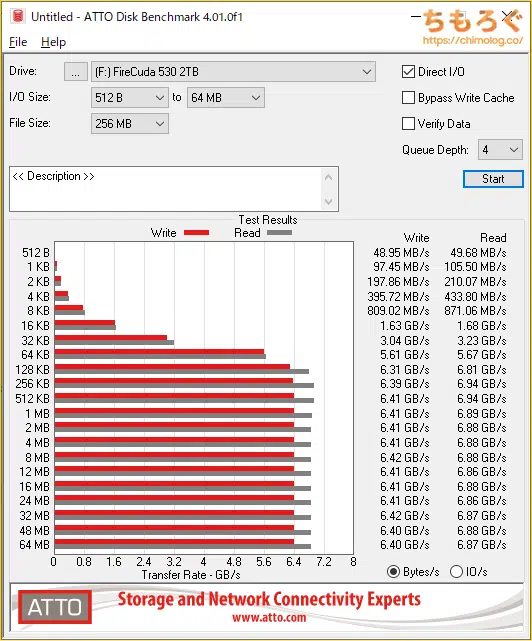 Untitled - ATTO Disk Benchmark 4.01.0f1
ちもろぐ
https://chimolog.co/
File Help
Drive: ... (F:) FireCuda 530 2TB
Direct I/O
I/O Size: 512 B to 64 MB
Bypass Write Cache
File Size: 256 MB
Verify Data
Queue Depth: 4
<< Description >>
Start
Test Results
Write Read Write Read
512 B 48.95 MB/s 49.68 MB/s
1 KB 97.45 MB/s 105.50 MB/s
2 KB 197.86 MB/s 210.07 MB/s
4 KB 395.72 MB/s 433.80 MB/s
8 KB 809.02 MB/s 871.06 MB/s
16 KB 1.63 GB/s 1.68 GB/s
32 KB 3.04 GB/s 3.23 GB/s
64 KB 5.61 GB/s 5.67 GB/s
128 KB 6.31 GB/s 6.81 GB/s
256 KB 6.39 GB/s 6.94 GB/s
512 KB 6.41 GB/s 6.94 GB/s
1 MB 6.41 GB/s 6.89 GB/s
2 MB 6.41 GB/s 6.88 GB/s
4 MB 6.41 GB/s 6.88 GB/s
8 MB 6.42 GB/s 6.88 GB/s
12 MB 6.41 GB/s 6.86 GB/s
16 MB 6.41 GB/s 6.88 GB/s
24 MB 6.41 GB/s 6.86 GB/s
32 MB 6.42 GB/s 6.87 GB/s
48 MB 6.40 GB/s 6.88 GB/s
64 MB 6.40 GB/s 6.87 GB/s
0 0.8 1.6 2.4 3.2 4 4.8 5.6 6.4 7.2 8
Transfer Rate - GB/s
Bytes/s IO/s
ATTO
Storage and Network Connectivity Experts
www.atto.com